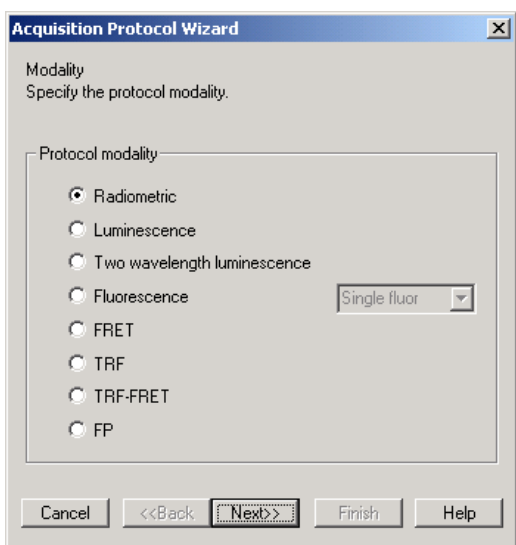 Acquisition Protocol Wizard
Modality
Specify the protocol modality.
Protocol modality
Radiometric
Luminescence
Two wavelength luminescence
Fluorescence Single fluor
FRET
TRF
TRF-FRET
FP
Cancel <<Back Next>> Finish Help